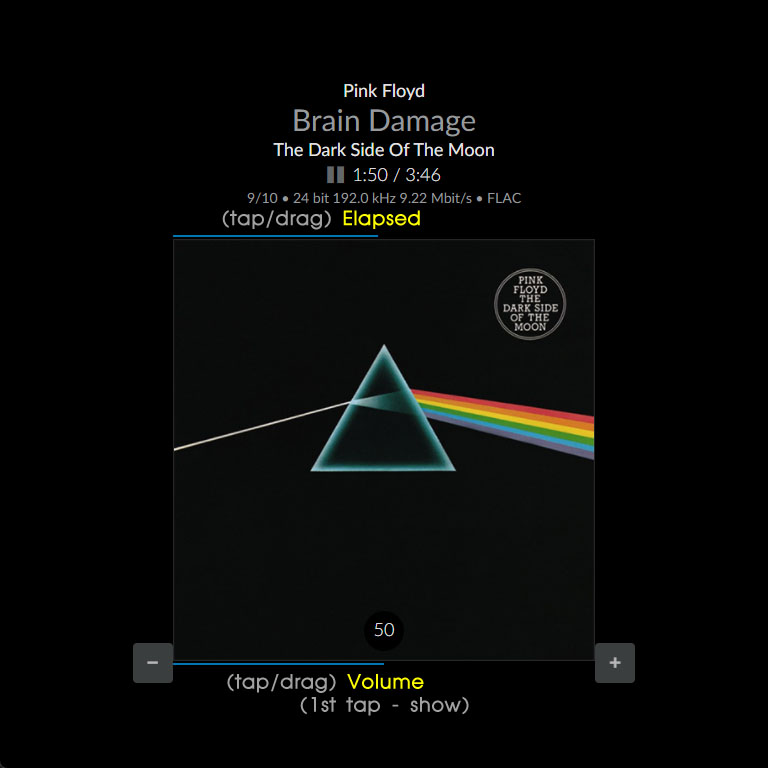 Pink Floyd
Brain Damage
The Dark Side Of The Moon
1:50 / 3:46
9/10 • 24 bit 192.0 kHz 9.22 Mbit/s • FLAC
(tap/drag) Elapsed
PINK
FLOYD
THE
DARK SIDE
OF THE
MOON
50
− +
(tap/drag) Volume
(1st tap - show)